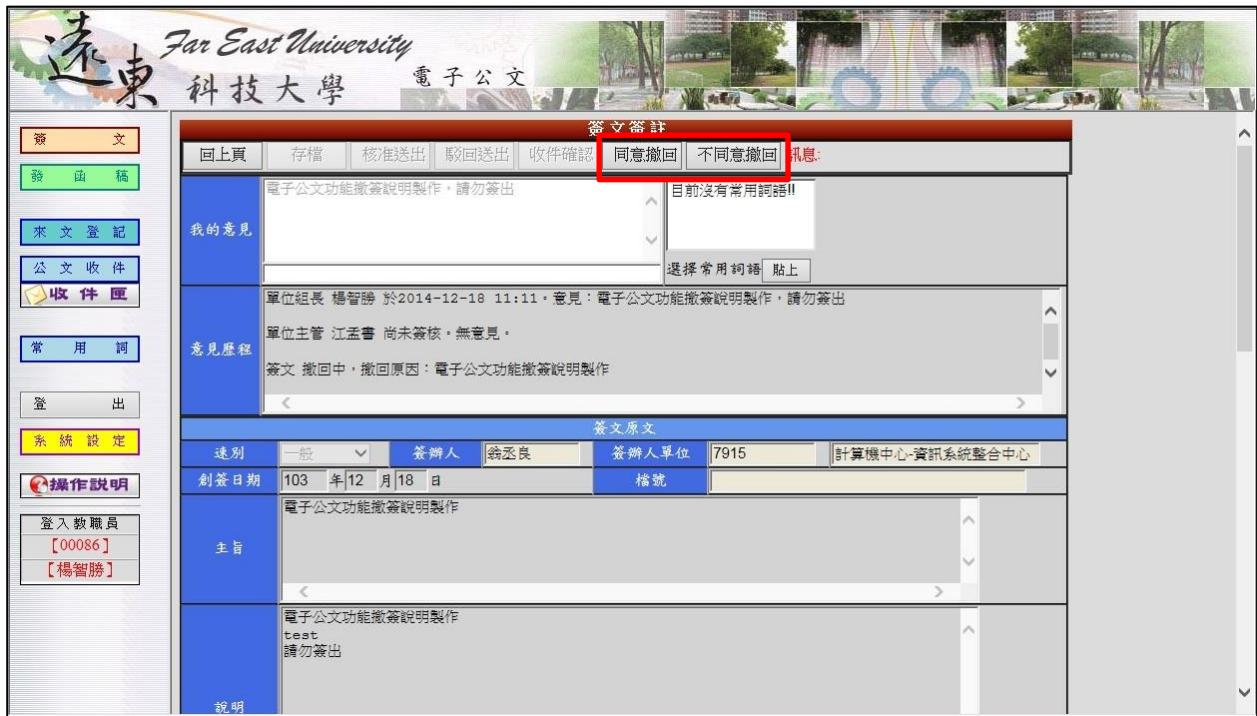 遠東
Far East University
科技大學
電子公文
簽文
發函稿
來文登記
公文收件
收件匣
常用詞
登出
系統設定
操作說明
登入教職員
【00086】
【楊智勝】
簽文簽註
回上頁 存檔 核准送出 駁回送出 收件確認 同意撤回 不同意撤回 訊息:
我的意見
電子公文功能撤簽說明製作，請勿簽出
目前沒有常用詞語!!
選擇常用詞語 貼上
意見歷程
單位組長 楊智勝 於2014-12-18 11:11。意見：電子公文功能撤簽說明製作，請勿簽出
單位主管 江孟書 尚未簽核。無意見。
簽文 撤回中，撤回原因：電子公文功能撤簽說明製作
簽文原文
速別 一般 簽辦人 翁丞良 簽辦人單位 7915 計算機中心-資訊系統整合中心
創簽日期 103 年 12 月 18 日 檔號
主旨
電子公文功能撤簽說明製作
說明
電子公文功能撤簽說明製作
test
請勿簽出